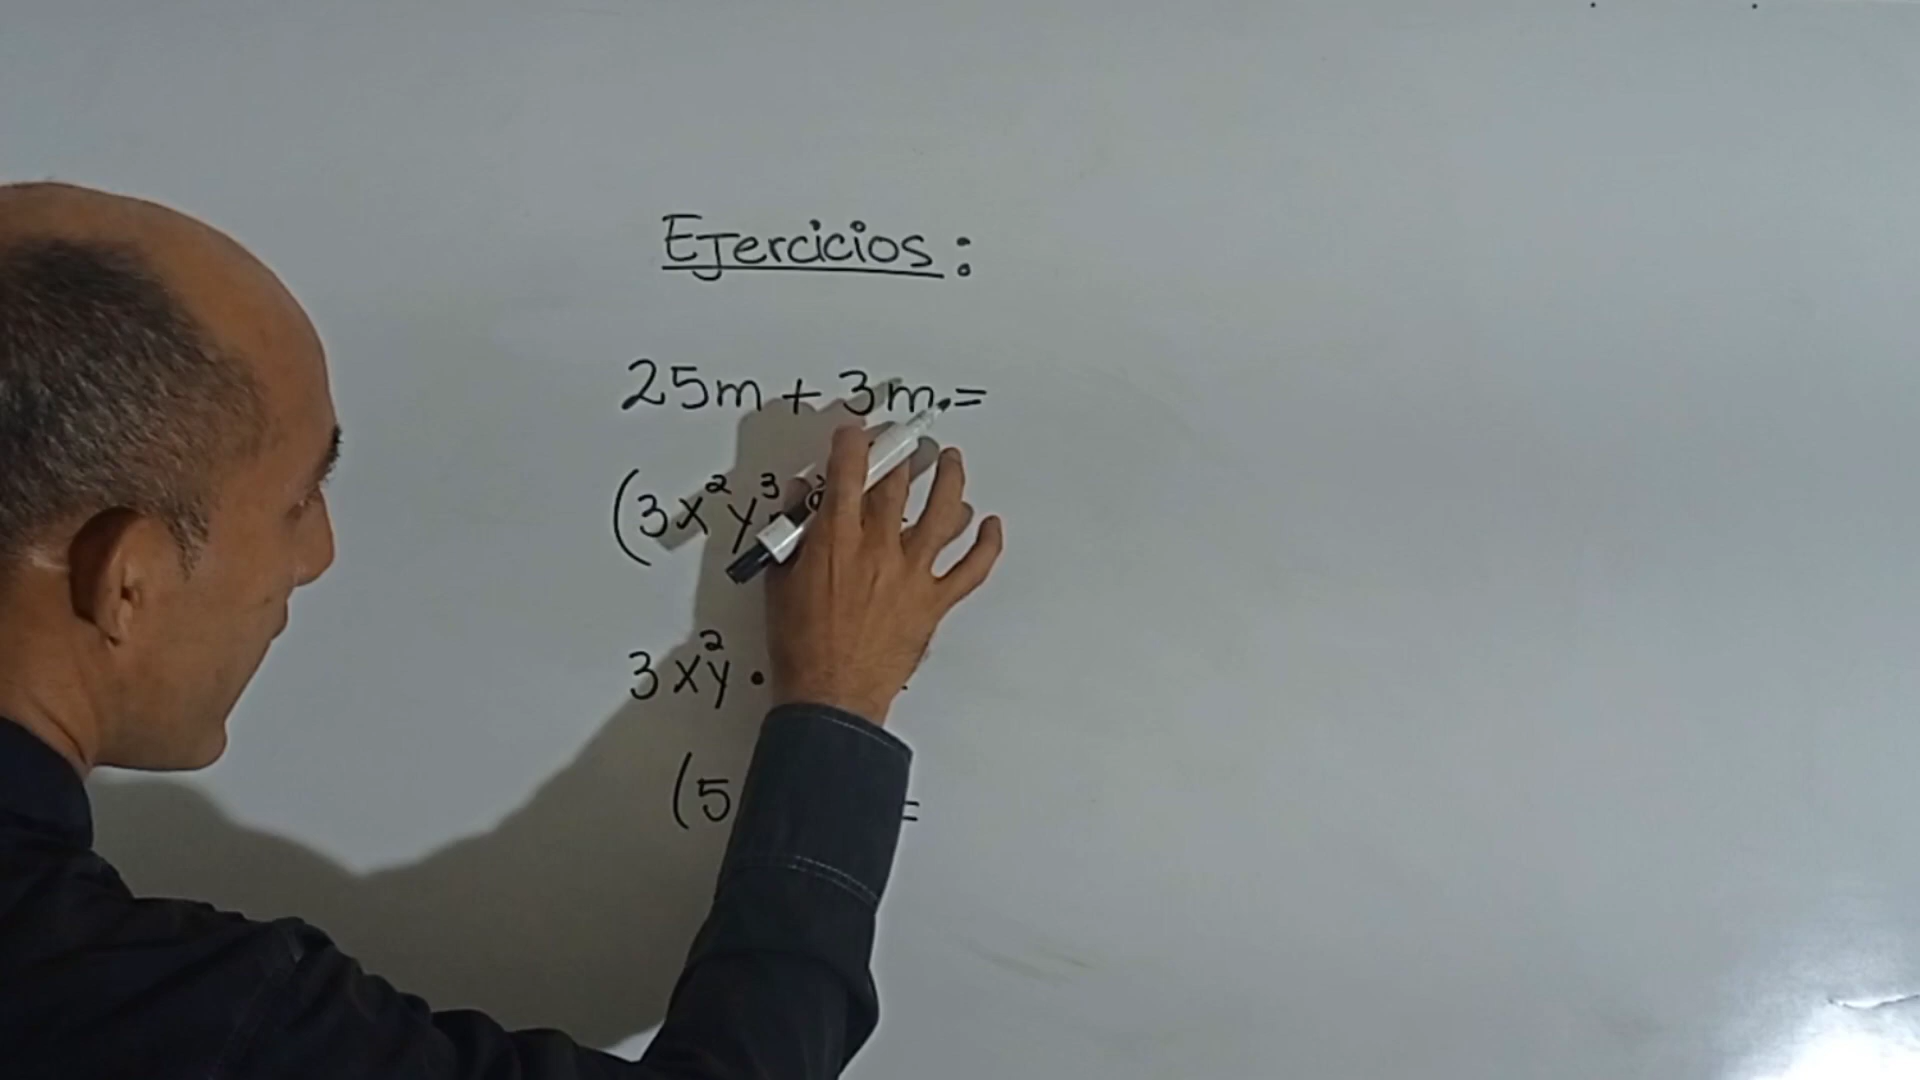 Ejercicios:
25m + 3m =
(3x²y³
3xy² •
(5 =